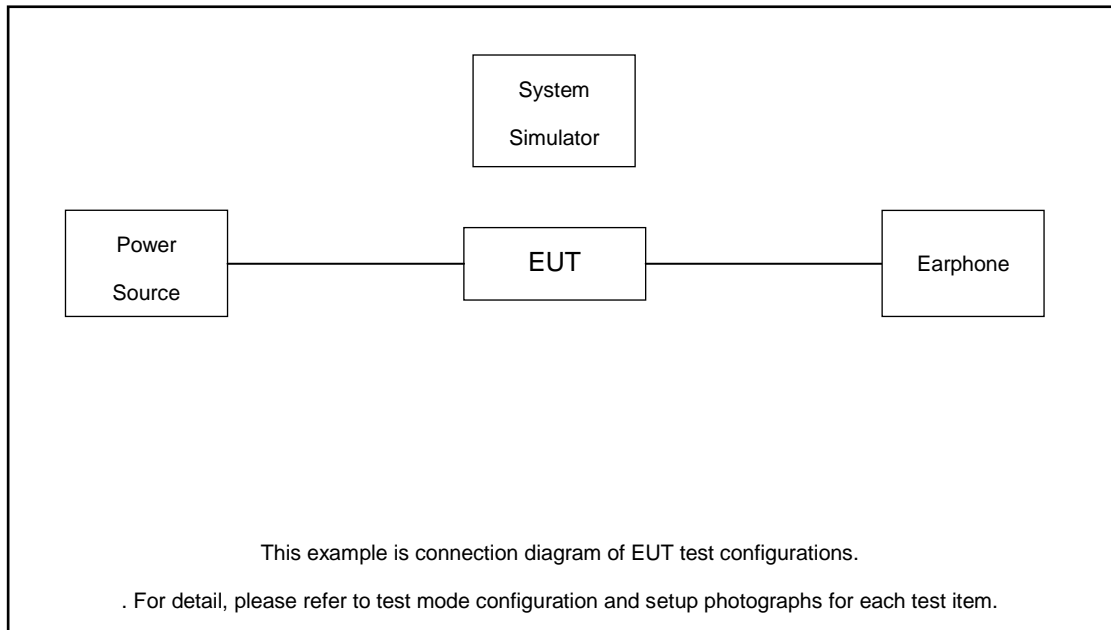 System
Simulator
Power
Source
EUT
Earphone
This example is connection diagram of EUT test configurations.
. For detail, please refer to test mode configuration and setup photographs for each test item.